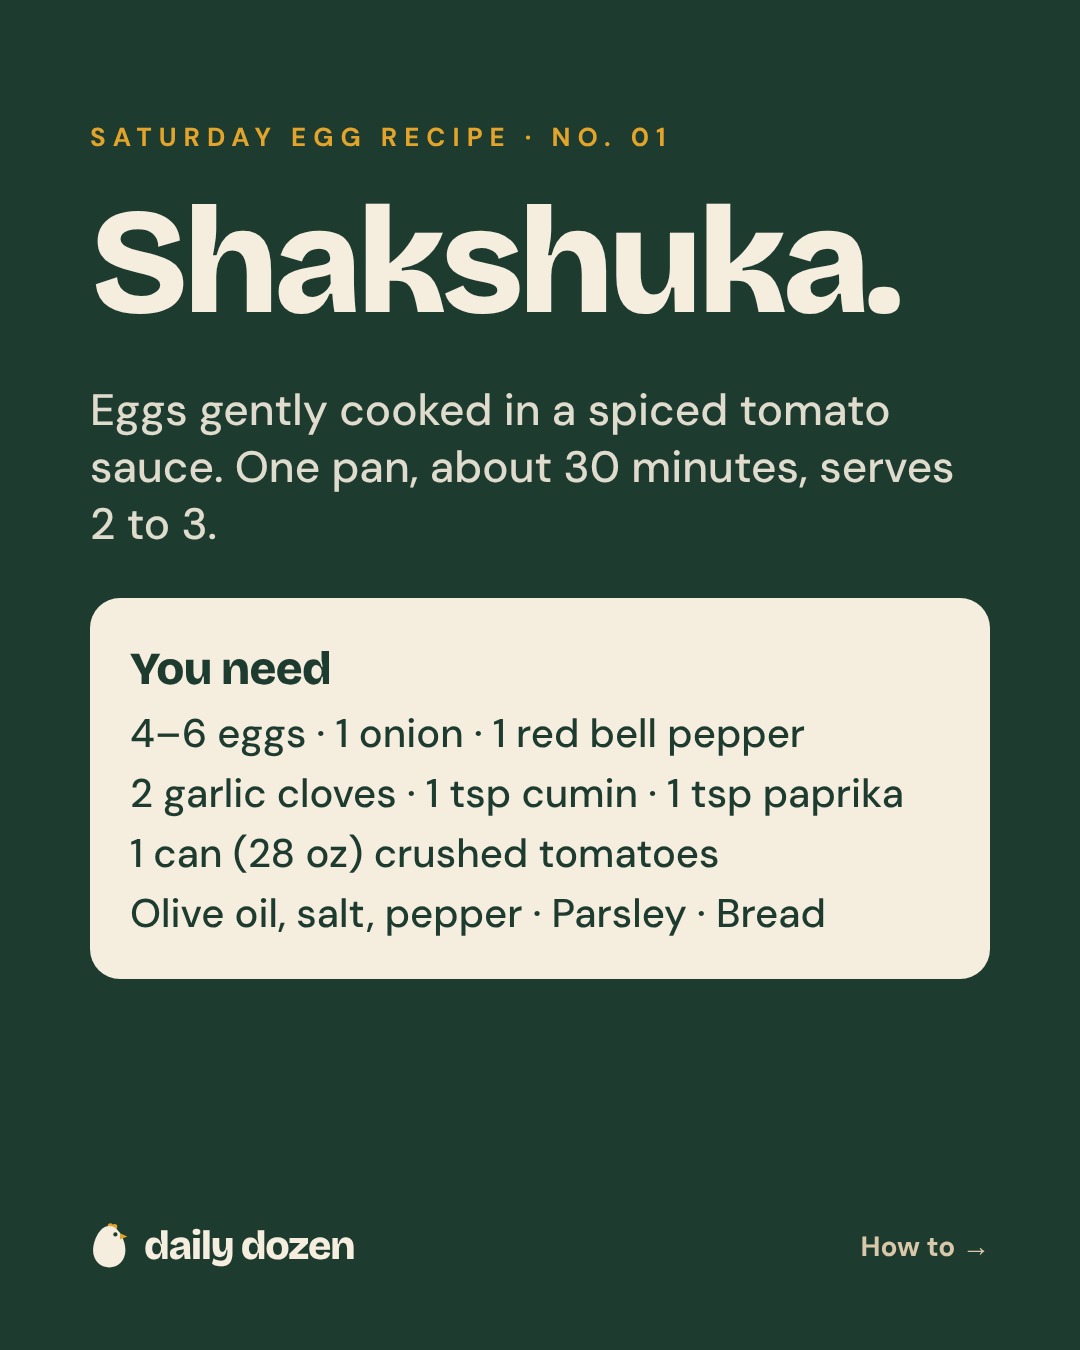 SATURDAY EGG RECIPE · NO. 01
Shakshuka.
Eggs gently cooked in a spiced tomato
sauce. One pan, about 30 minutes, serves
2 to 3.
You need
4–6 eggs · 1 onion · 1 red bell pepper
2 garlic cloves · 1 tsp cumin · 1 tsp paprika
1 can (28 oz) crushed tomatoes
Olive oil, salt, pepper · Parsley · Bread
daily dozen
How to →